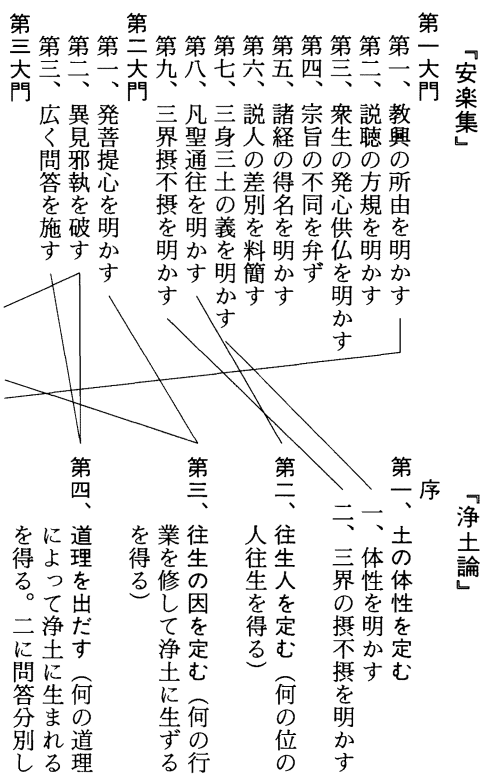 『安楽集』
第一大門
第一、教興の所由を明かす
第二、説聴の方規を明かす
第三、衆生の発心供仏を明かす
第四、宗旨の不同を弁ず
第五、諸経の得名を明かす
第六、説人の差別を料簡す
第七、三身三土の義を明かす
第八、凡聖通往を明かす
第九、三界摂不摂を明かす
第二大門
第一、発菩提心を明かす
第二、異見邪執を破す
第三、広く問答を施す
第三大門
『浄土論』
序
第一、土の体性を定む
一、体性を明かす
二、三界の摂不摂を明かす
第二、往生人を定む（何の位の
人往生を得る）
第三、往生の因を定む（何の行
業を修して浄土に生ずる
を得る）
第四、道理を出だす（何の道理
によって浄土に生まれる
を得る。二に問答分別し